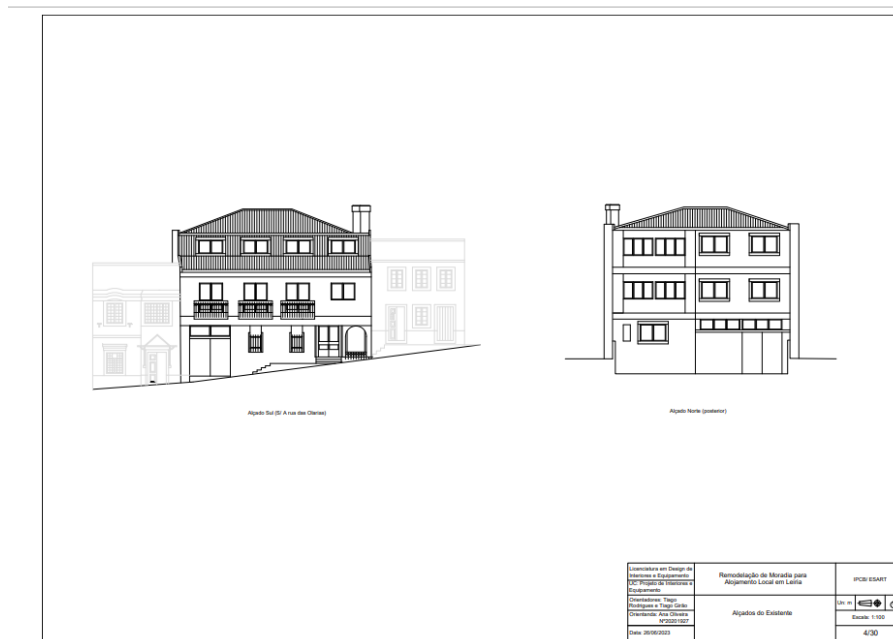 Alçado Sul (S/ A rua das Olarias)
Alçado Norte (posterior)
Licenciatura em Design de
Interiores e Equipamento
UC: Projeto de Interiores e
Equipamento
Orientadores: Tiago
Rodrigues e Tiago Girão
Orientanda: Ana Oliveira
Nº20201927
Data: 26/06/2023
Remodelação de Moradia para
Alojamento Local em Leiria
Alçados do Existente
IPCB/ ESART
Un: m
Escala: 1:100
4/30